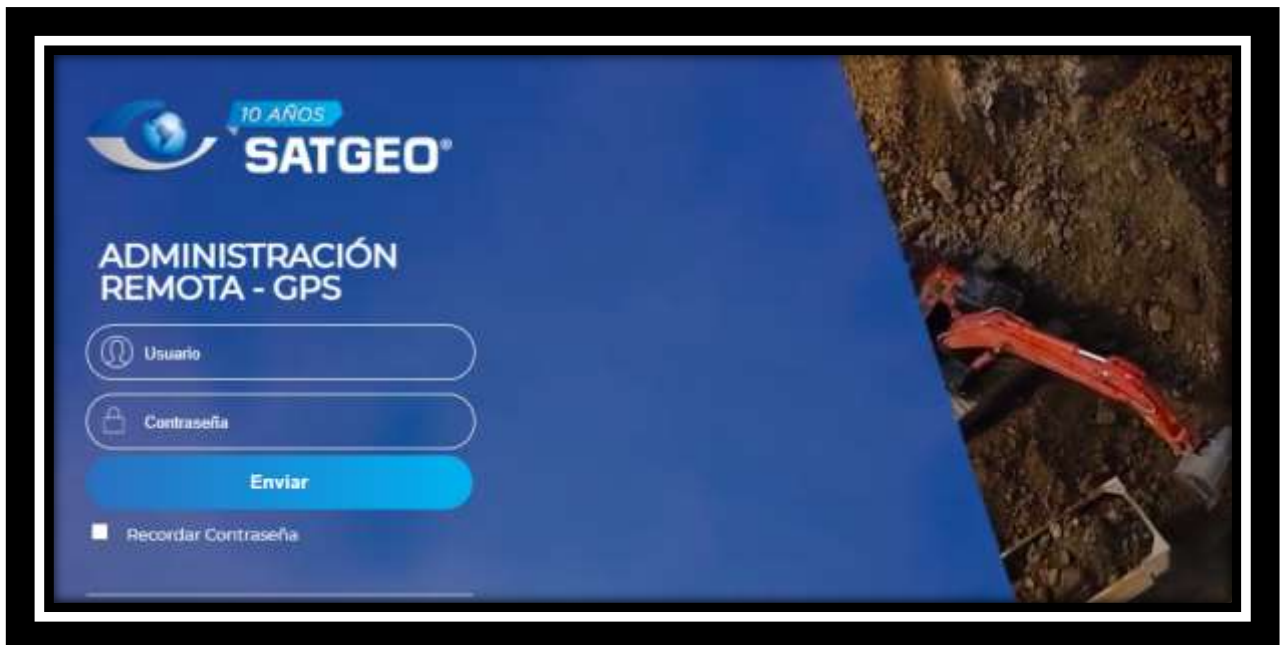 10 AÑOS
SATGEO®
ADMINISTRACIÓN
REMOTA - GPS
Usuario
Contraseña
Enviar
Recordar Contraseña